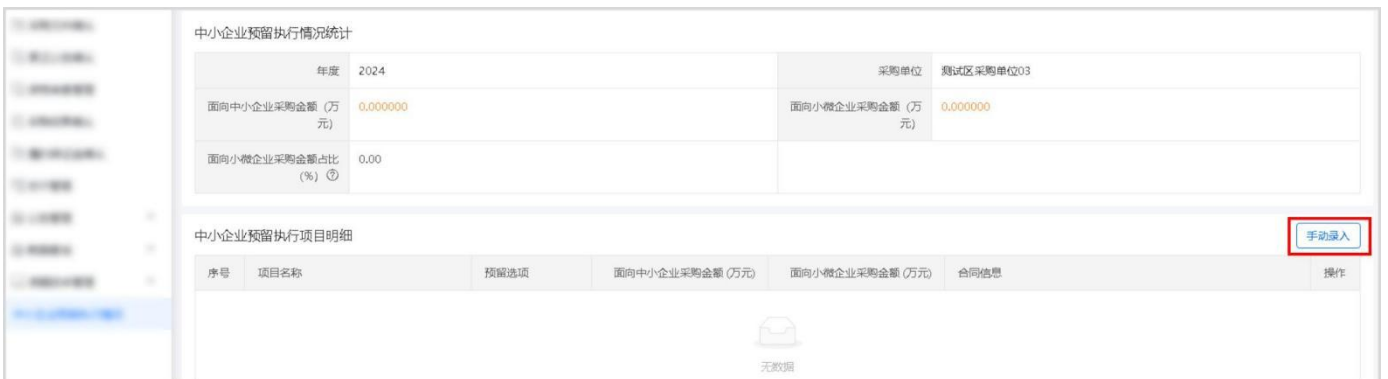 中小企业预留执行情况统计
年度 2024 采购单位 测试区采购单位03
面向中小企业采购金额 (万
元) 0.000000 面向小微企业采购金额 (万
元) 0.000000
面向小微企业采购金额占比
(%) 0.00
中小企业预留执行项目明细 手动录入
序号 项目名称 预留选项 面向中小企业采购金额 (万元) 面向小微企业采购金额 (万元) 合同信息 操作
无数据